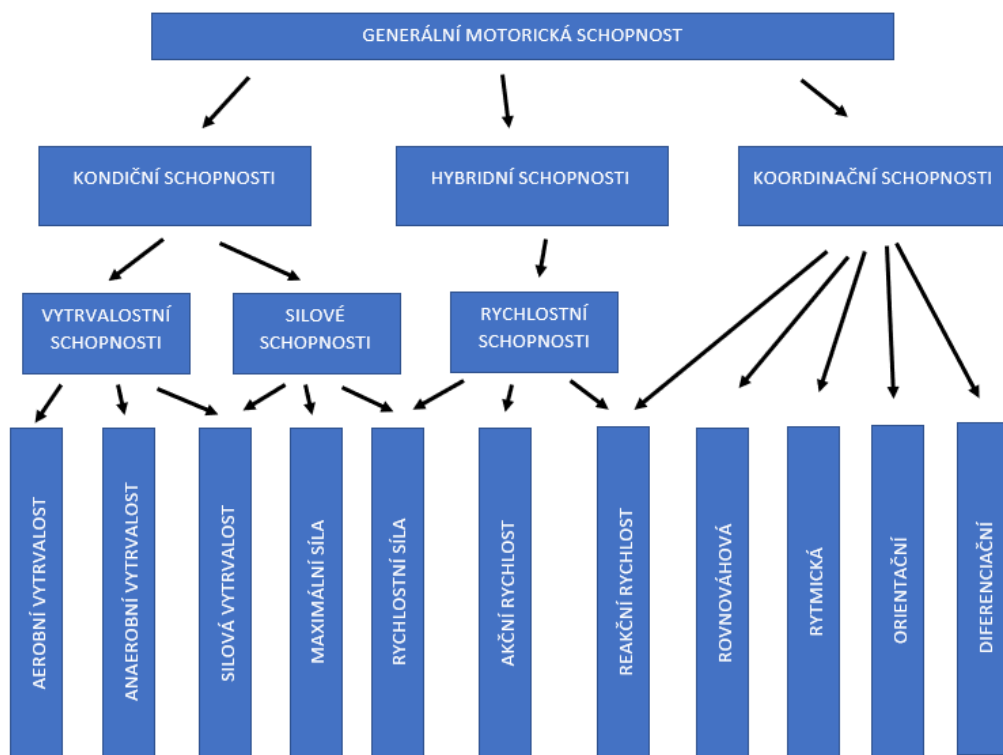 GENERÁLNÍ MOTORICKÁ SCHOPNOST
KONDIČNÍ SCHOPNOSTI
HYBRIDNÍ SCHOPNOSTI
KOORDINAČNÍ SCHOPNOSTI
VYTRVALOSTNÍ
SCHOPNOSTI
SILOVÉ
SCHOPNOSTI
RYCHLOSTNÍ
SCHOPNOSTI
AEROBNÍ VYTRVALOST
ANAEROBNÍ VYTRVALOST
SILOVÁ VYTRVALOST
MAXIMÁLNÍ SÍLA
RYCHLOSTNÍ SÍLA
AKČNÍ RYCHLOST
REAKČNÍ RYCHLOST
ROVNOVÁHOVÁ
RYTMICKÁ
ORIENTAČNÍ
DIFERENCIAČNÍ